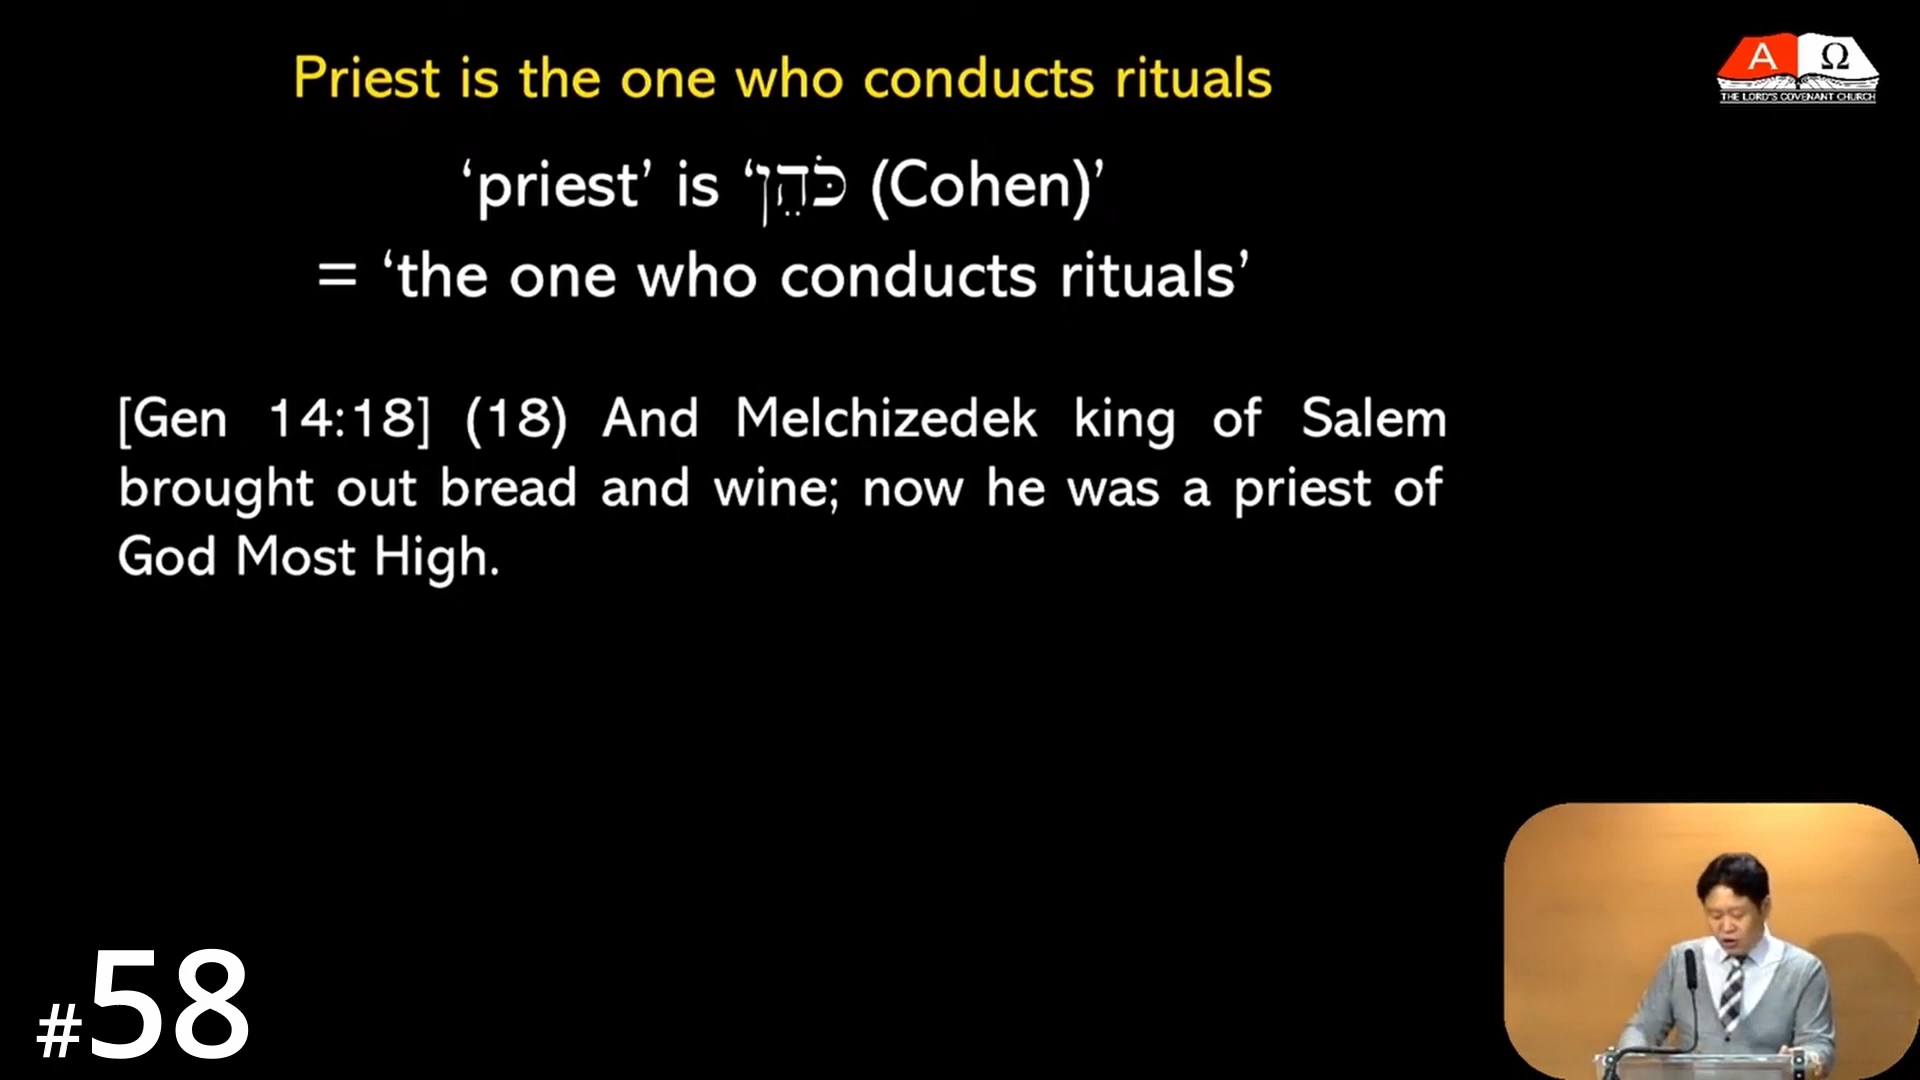 Priest is the one who conducts rituals
A Ω
THE LORD'S COVENANT CHURCH
‘priest’ is ‘כֹּהֵן (Cohen)’
= ‘the one who conducts rituals’
[Gen 14:18] (18) And Melchizedek king of Salem
brought out bread and wine; now he was a priest of
God Most High.
#58